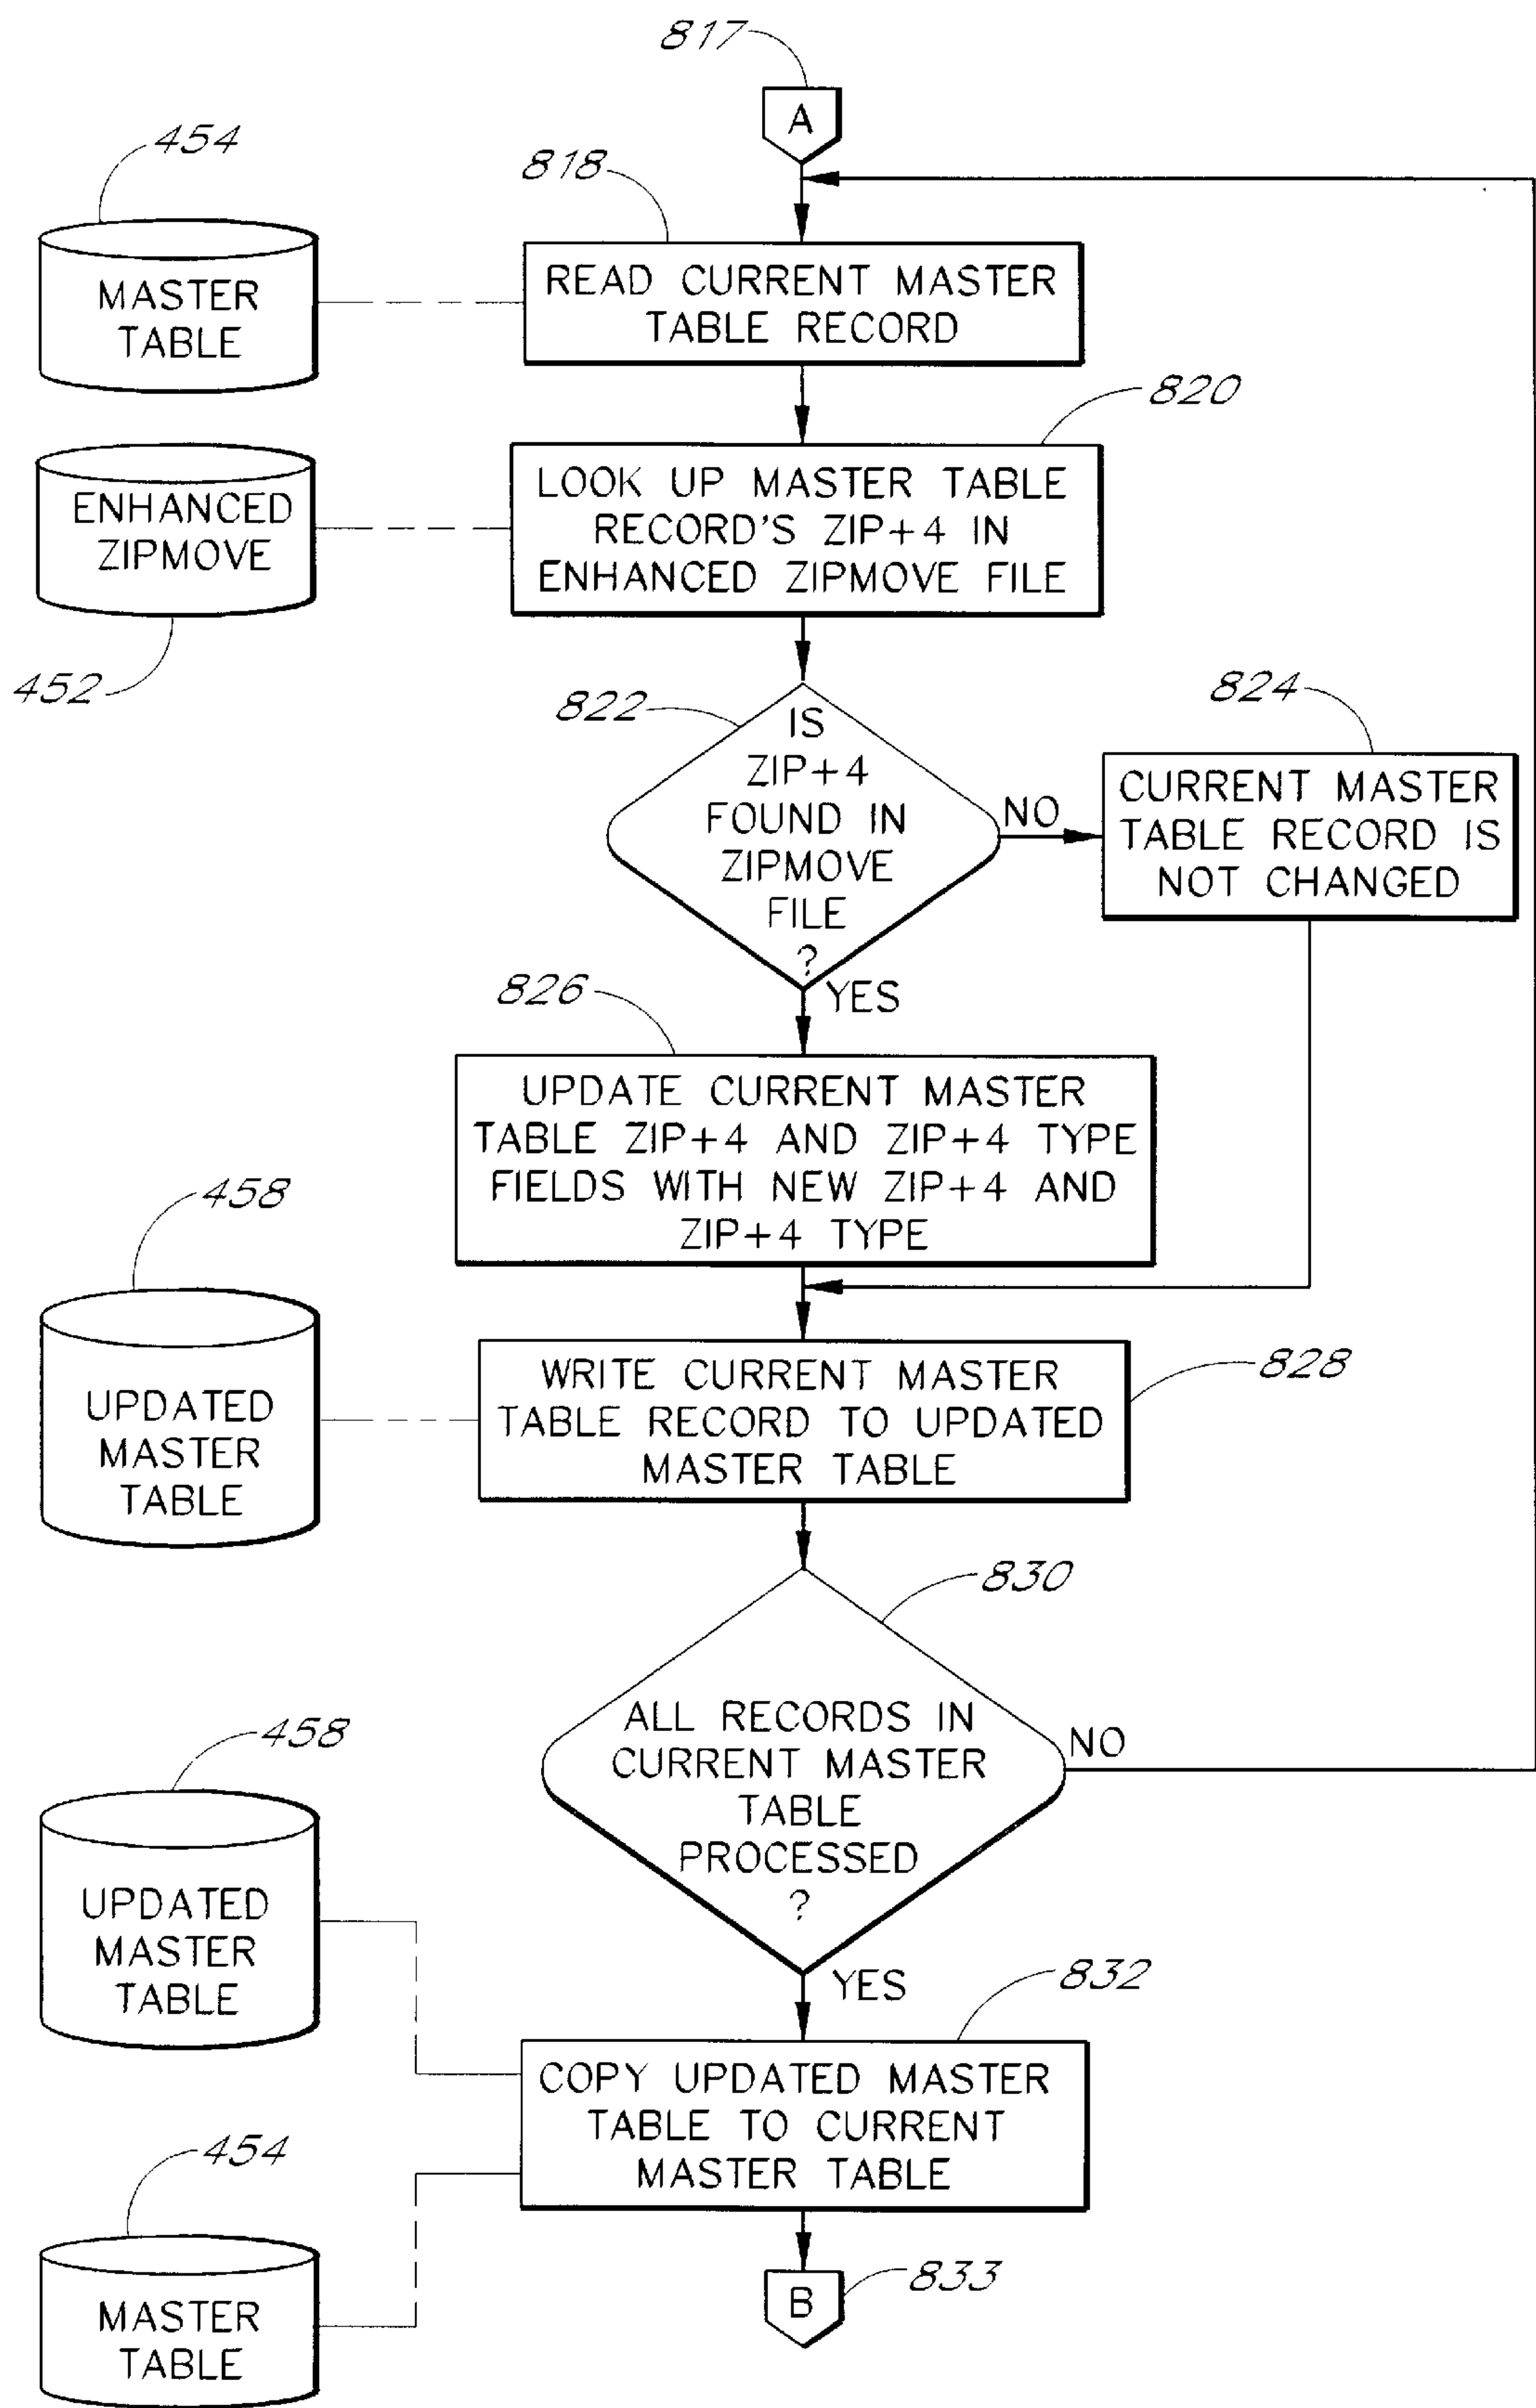 817
A
454
818
MASTER
TABLE
READ CURRENT MASTER
TABLE RECORD
820
ENHANCED
ZIPMOVE
452
LOOK UP MASTER TABLE
RECORD'S ZIP+4 IN
ENHANCED ZIPMOVE FILE
822
IS
ZIP+4
FOUND IN
ZIPMOVE
FILE
?
NO
824
CURRENT MASTER
TABLE RECORD IS
NOT CHANGED
YES
826
UPDATE CURRENT MASTER
TABLE ZIP+4 AND ZIP+4 TYPE
FIELDS WITH NEW ZIP+4 AND
ZIP+4 TYPE
458
UPDATED
MASTER
TABLE
WRITE CURRENT MASTER
TABLE RECORD TO UPDATED
MASTER TABLE
828
830
ALL RECORDS IN
CURRENT MASTER
TABLE
PROCESSED
?
NO
458
UPDATED
MASTER
TABLE
YES
832
COPY UPDATED MASTER
TABLE TO CURRENT
MASTER TABLE
454
MASTER
TABLE
B
833